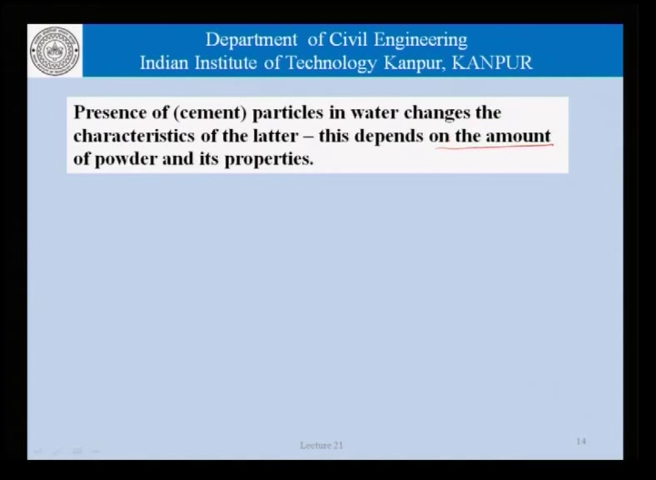 Department of Civil Engineering
Indian Institute of Technology Kanpur, KANPUR
Presence of (cement) particles in water changes the
characteristics of the latter – this depends on the amount
of powder and its properties.
Lecture 21
14